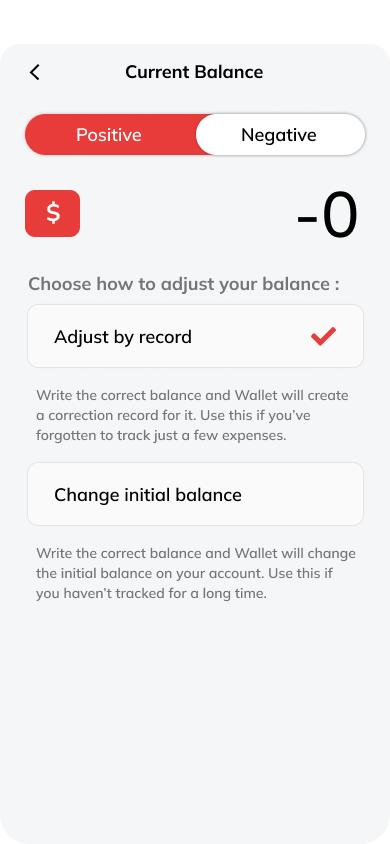 Current Balance
Positive Negative
$ -0
Choose how to adjust your balance :
Adjust by record
Write the correct balance and Wallet will create
a correction record for it. Use this if you've
forgotten to track just a few expenses.
Change initial balance
Write the correct balance and Wallet will change
the initial balance on your account. Use this if
you haven't tracked for a long time.